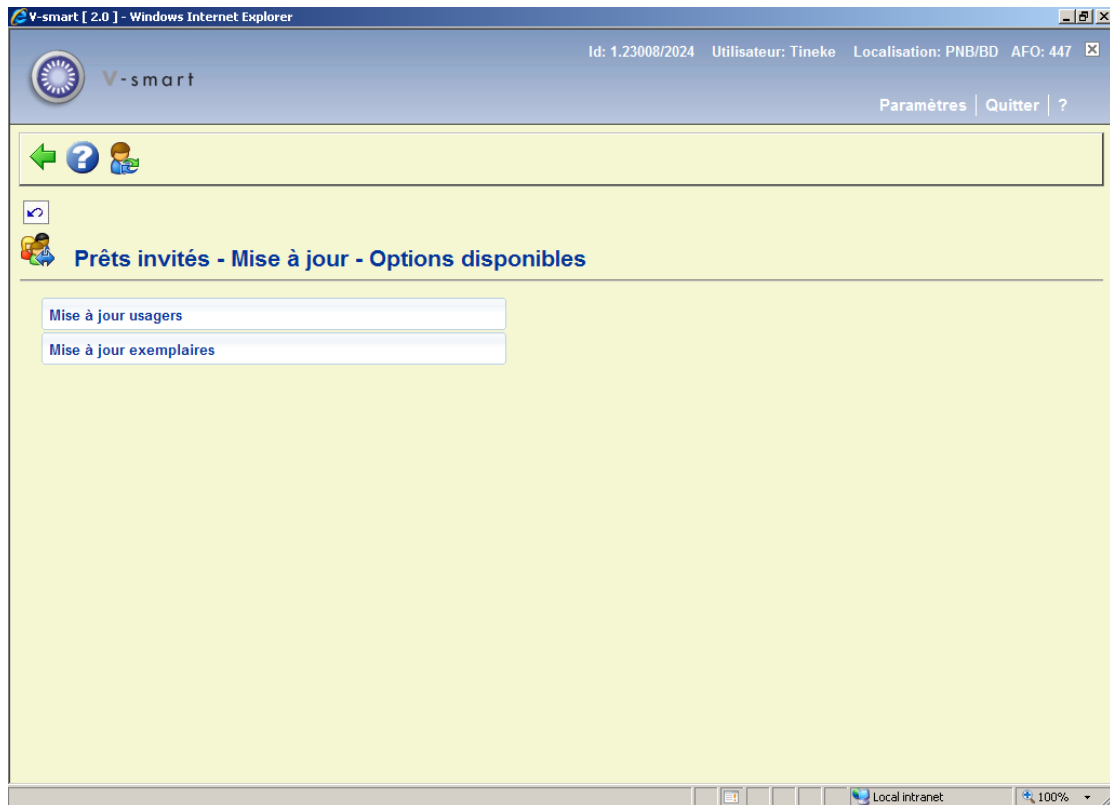 V-smart [ 2.0 ] - Windows Internet Explorer
Id: 1.23008/2024 Utilisateur: Tineke Localisation: PNB/BD AFO: 447
V-smart
Paramètres Quitter ?
Prêts invités - Mise à jour - Options disponibles
Mise à jour usagers
Mise à jour exemplaires
Local intranet 100%